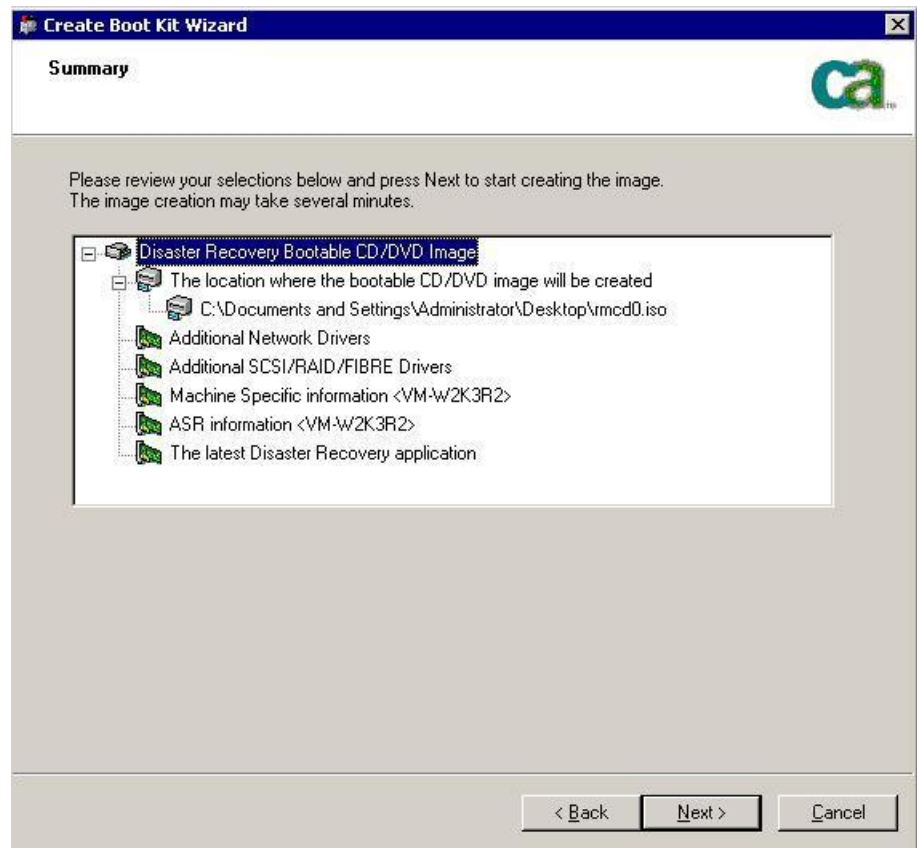 Create Boot Kit Wizard
Summary
ca
Please review your selections below and press Next to start creating the image.
The image creation may take several minutes.
Disaster Recovery Bootable CD/DVD Image
The location where the bootable CD/DVD image will be created
C:\Documents and Settings\Administrator\Desktop\rmcd0.iso
Additional Network Drivers
Additional SCSI/RAID/FIBRE Drivers
Machine Specific information <VM-W2K3R2>
ASR information <VM-W2K3R2>
The latest Disaster Recovery application
< Back
Next >
Cancel